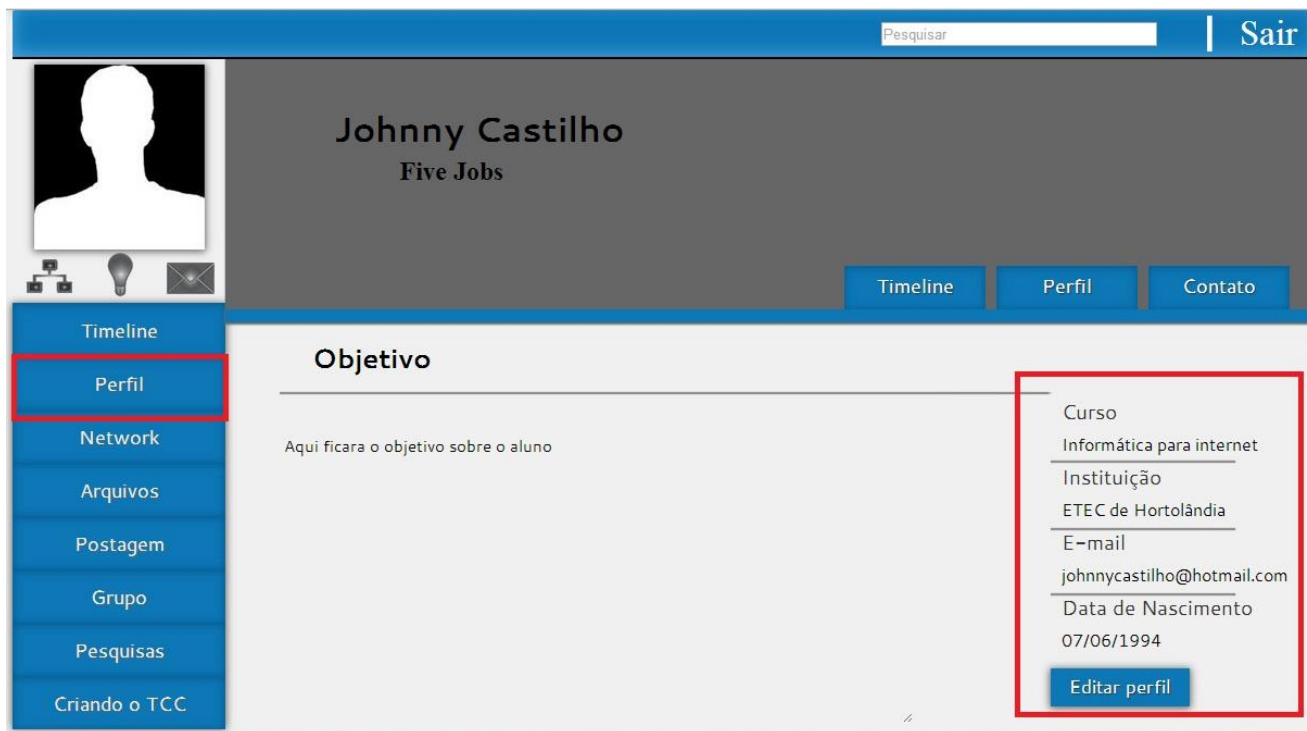 Pesquisar
Sair
Johnny Castilho
Five Jobs
Timeline
Perfil
Contato
Timeline
Perfil
Network
Arquivos
Postagem
Grupo
Pesquisas
Criando o TCC
Objetivo
Aqui ficara o objetivo sobre o aluno
Curso
Informática para internet
Instituição
ETEC de Hortolândia
E-mail
johnnycastilho@hotmail.com
Data de Nascimento
07/06/1994
Editar perfil